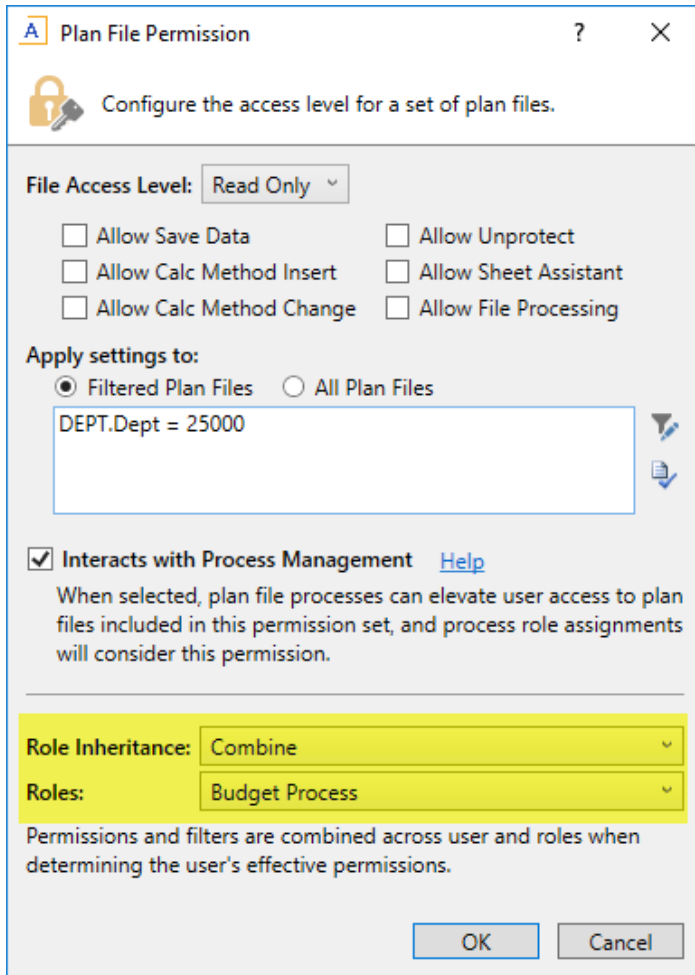 A Plan File Permission ?
Configure the access level for a set of plan files.
File Access Level: Read Only
Allow Save Data Allow Unprotect
Allow Calc Method Insert Allow Sheet Assistant
Allow Calc Method Change Allow File Processing
Apply settings to:
Filtered Plan Files All Plan Files
DEPT.Dept = 25000
Interacts with Process Management Help
When selected, plan file processes can elevate user access to plan
files included in this permission set, and process role assignments
will consider this permission.
Role Inheritance: Combine
Roles: Budget Process
Permissions and filters are combined across user and roles when
determining the user's effective permissions.
OK Cancel